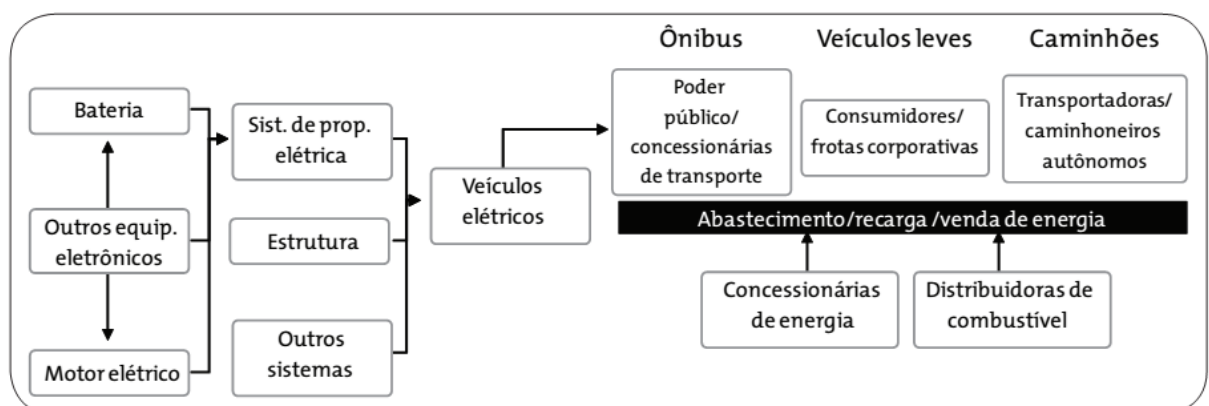 Ônibus
Veículos leves
Caminhões
Bateria
Outros equip.
eletrônicos
Motor elétrico
Sist. de prop.
elétrica
Estrutura
Outros
sistemas
Veículos
elétricos
Poder
público/
concessionárias
de transporte
Consumidores/
frotas corporativas
Transportadoras/
caminhoneiros
autônomos
Abastecimento/recarga /venda de energia
Concessionárias
de energia
Distribuidoras de
combustível